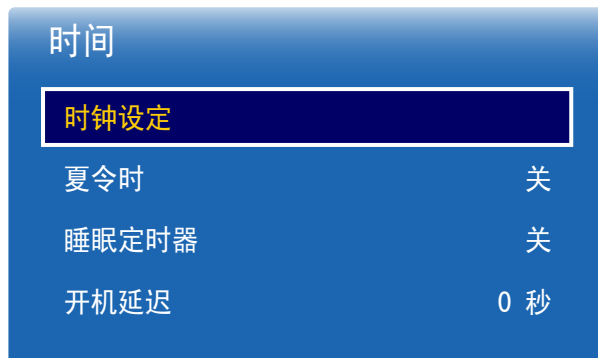 时间
时钟设定
夏令时 关
睡眠定时器 关
开机延迟 0 秒